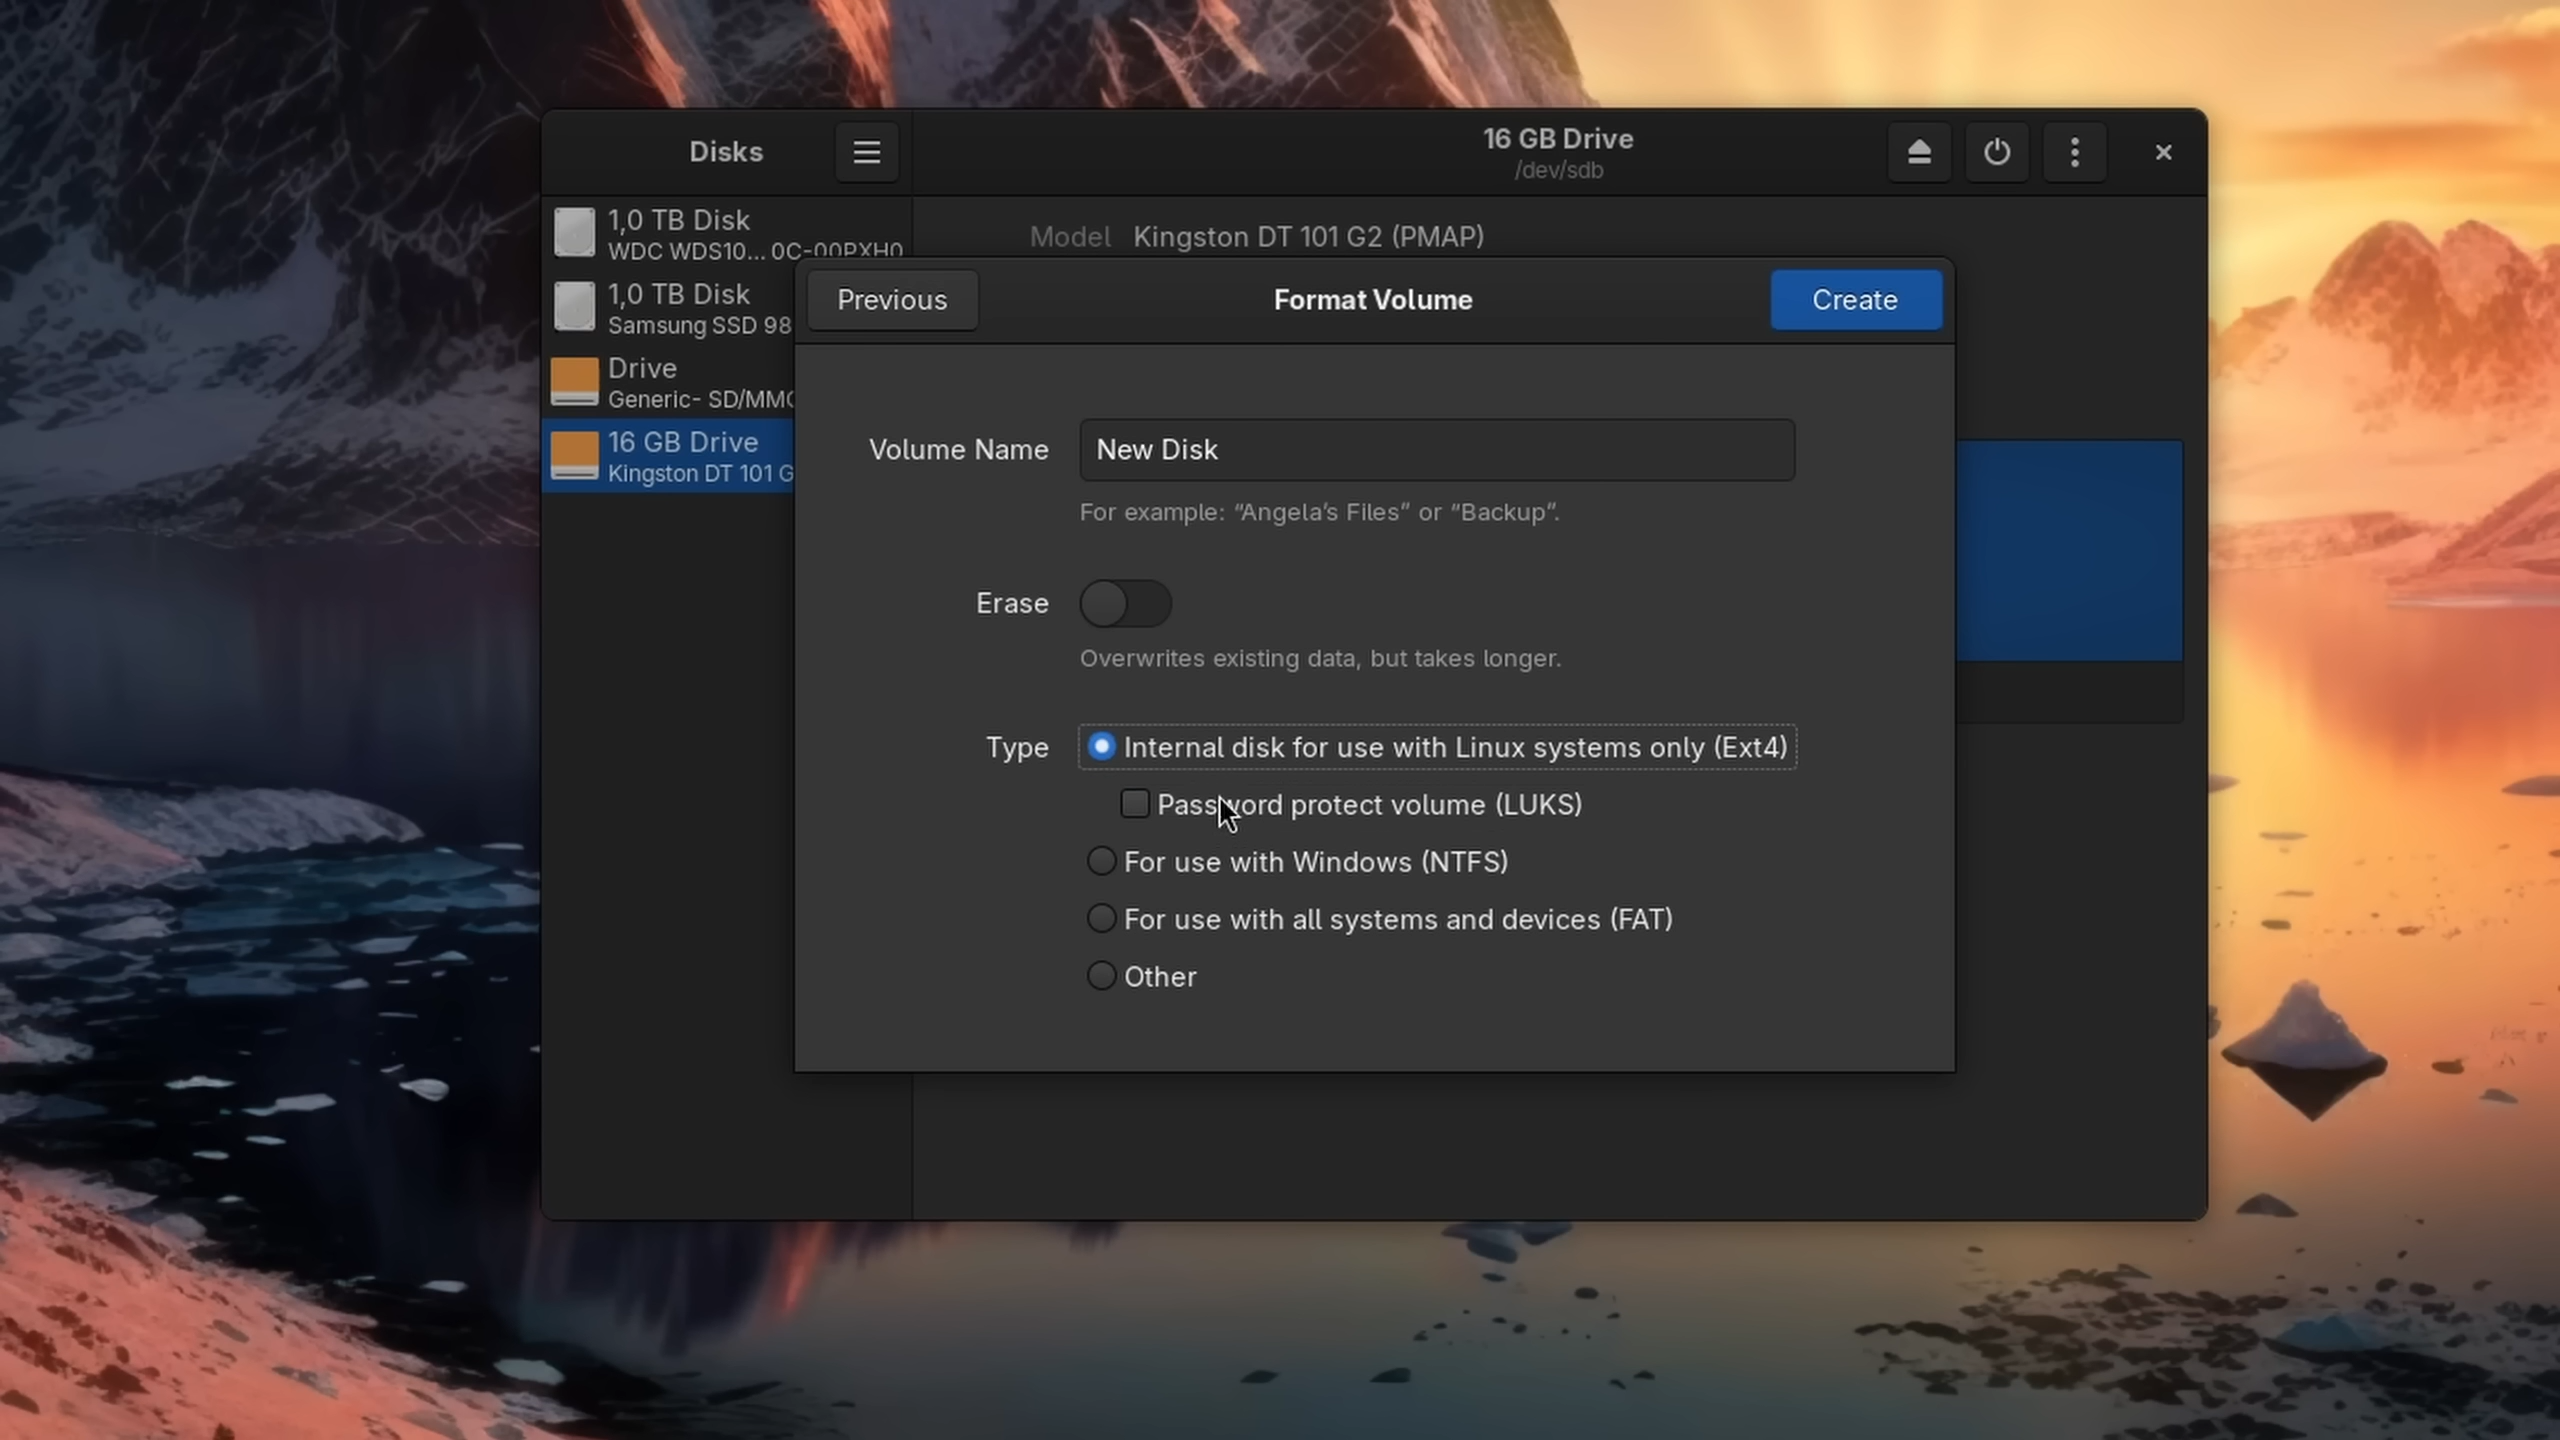 Disks
16 GB Drive
/dev/sdb
1,0 TB Disk
WDC WDS10... 0C-00PXH0
1,0 TB Disk
Samsung SSD 98
Drive
Generic- SD/MMC
16 GB Drive
Kingston DT 101 G
Model Kingston DT 101 G2 (PMAP)
Previous
Format Volume
Create
Volume Name New Disk
For example: “Angela’s Files” or “Backup”.
Erase
Overwrites existing data, but takes longer.
Type Internal disk for use with Linux systems only (Ext4)
Password protect volume (LUKS)
For use with Windows (NTFS)
For use with all systems and devices (FAT)
Other